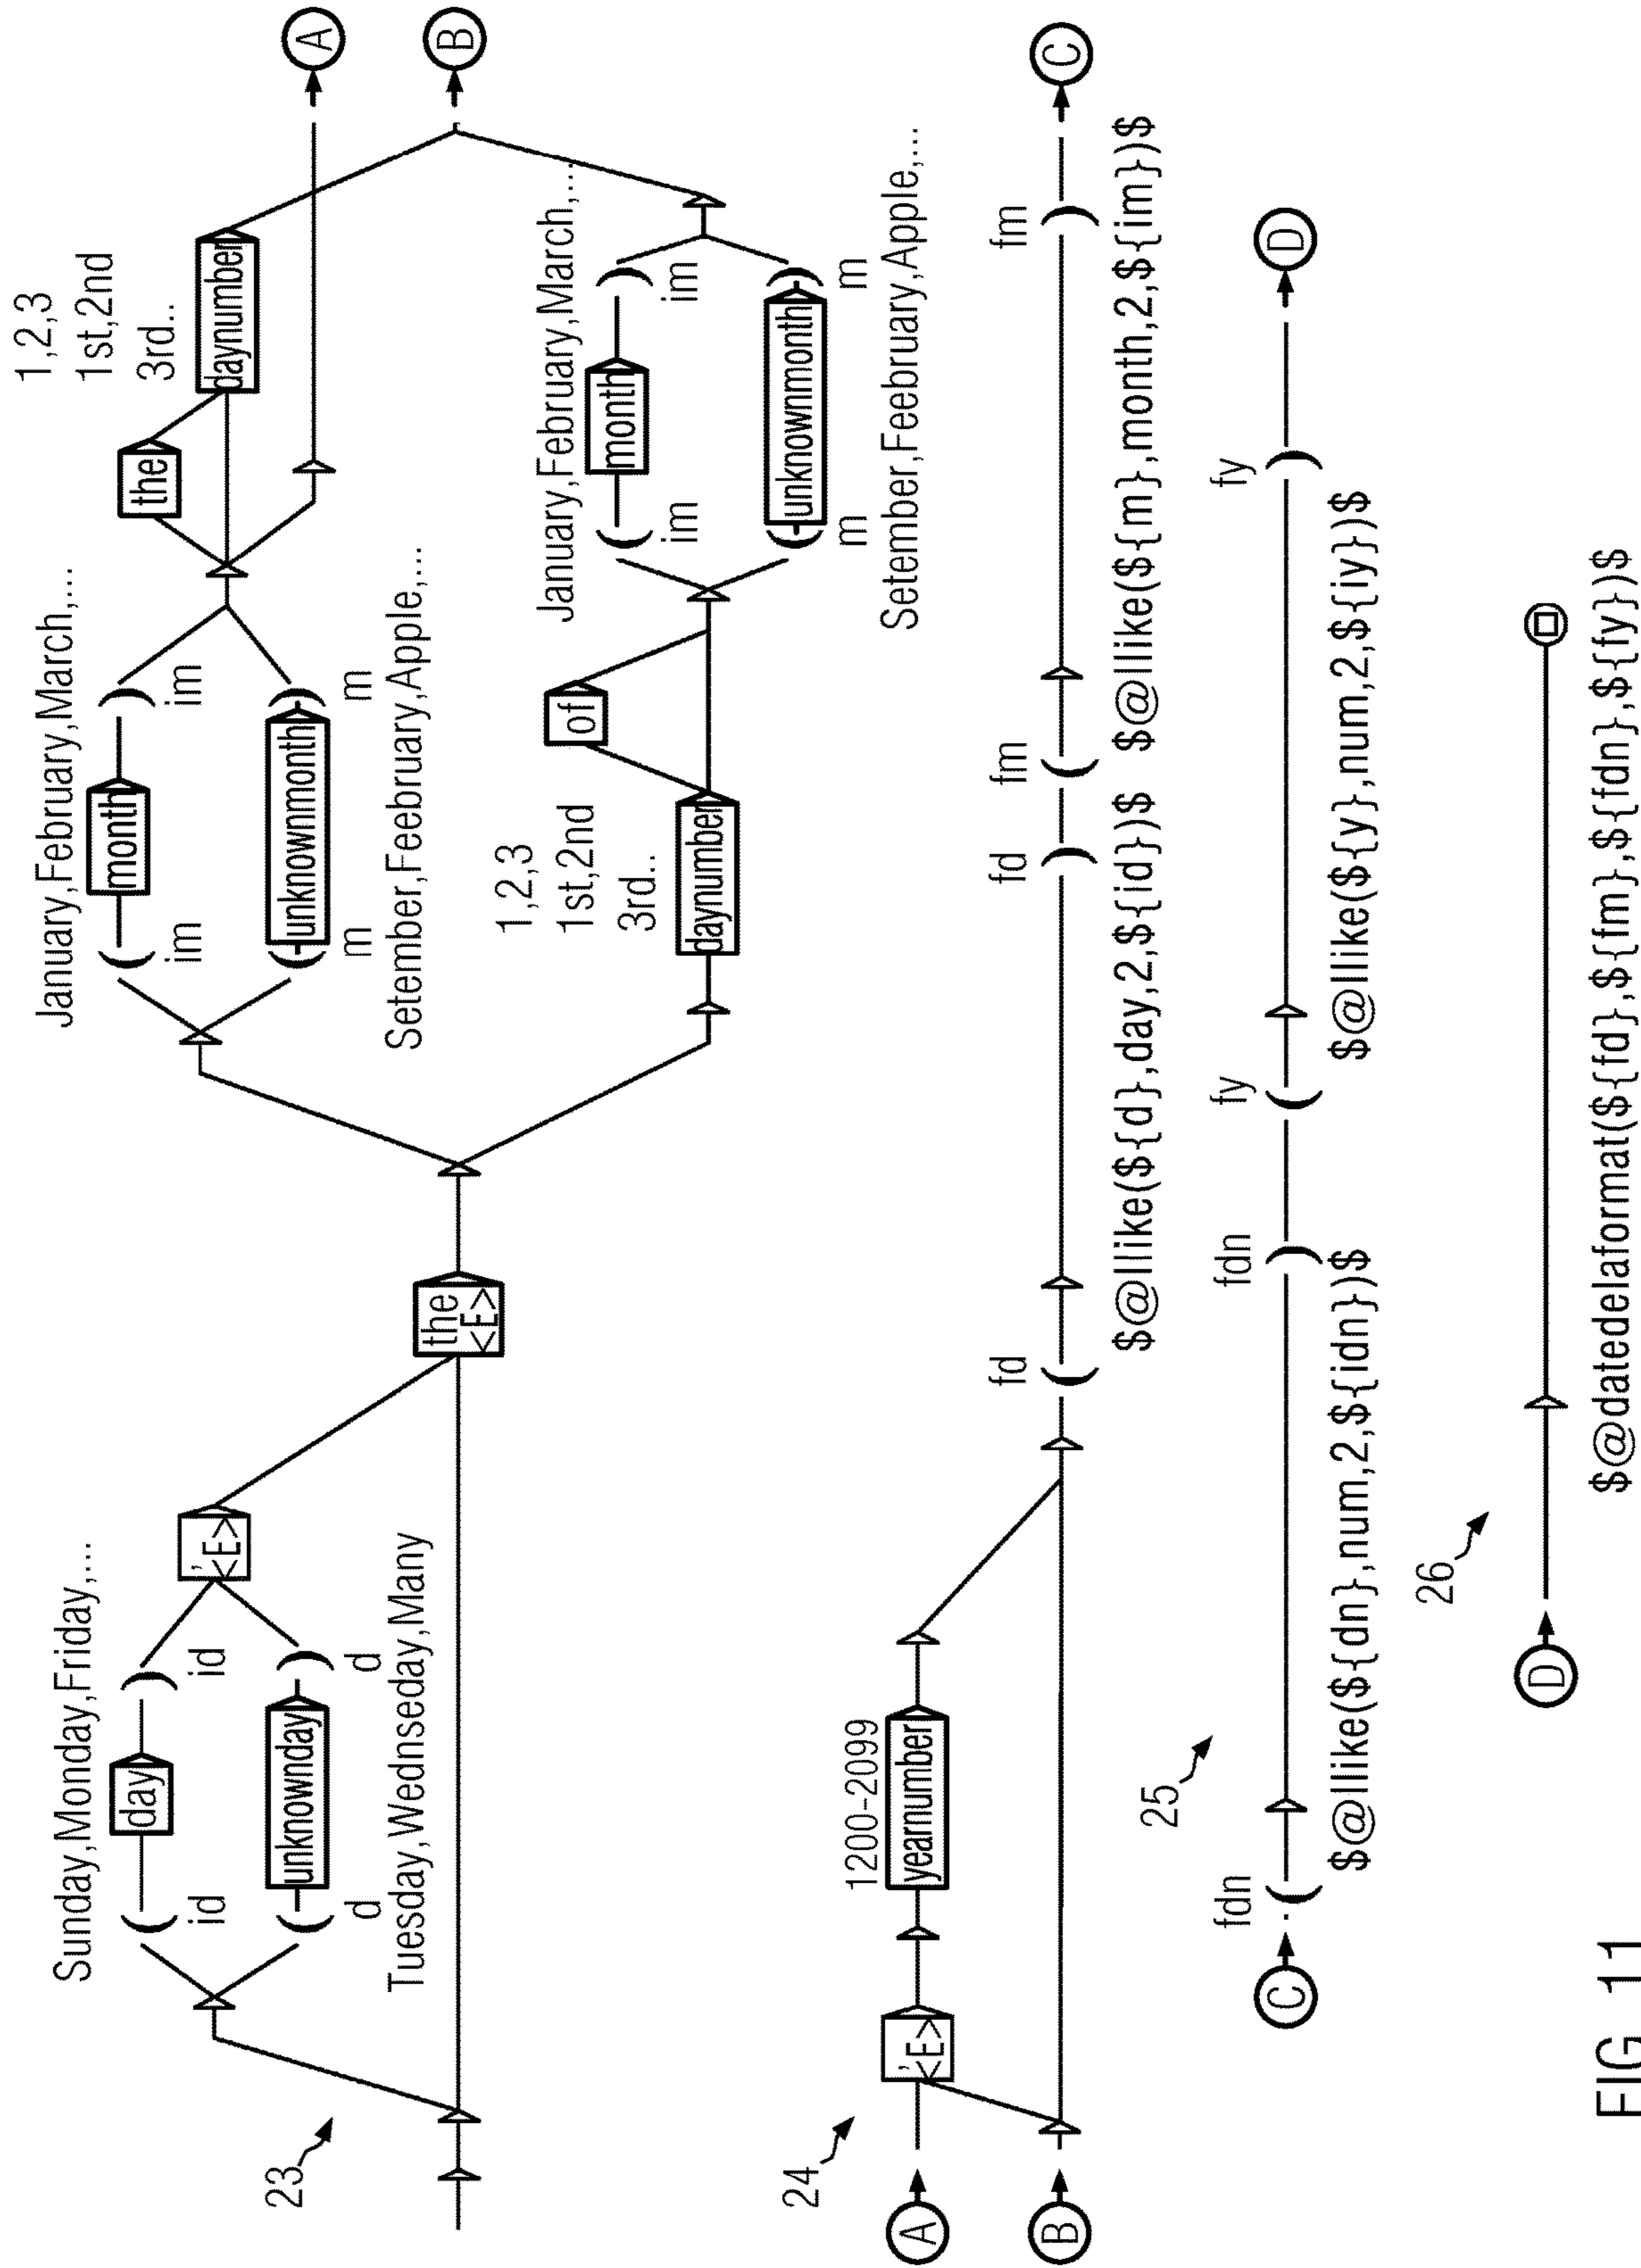 23
Sunday,Monday,Friday,...
id
day
id
d
unknownday
d
Tuesday,Wednseday,Many
,
<E>
the
<E>
January,February,March,...
im
month
im
m
unknownmonth
m
Setember,Feebruary,Apple,...
the
1,2,3
1st,2nd
3rd..
daynumber
A
B
1,2,3
1st,2nd
3rd..
daynumber
of
January,February,March,...
im
month
im
m
unknownmonth
m
Setember,Feebruary,Apple,...
24
A
B
,
<E>
1200-2099
yearnumber
fd
fd
fm
fm
C
$@llike(${d},day,2,${id})$
$@llike(${m},month,2,${im})$
25
C
fdn
fdn
fy
fy
D
$@llike(${dn},num,2,${idn})$
$@llike(${y},num,2,${iy})$
26
D
$@datedelaformat(${fd},${fm},${fdn},${fy})$
FIG 11